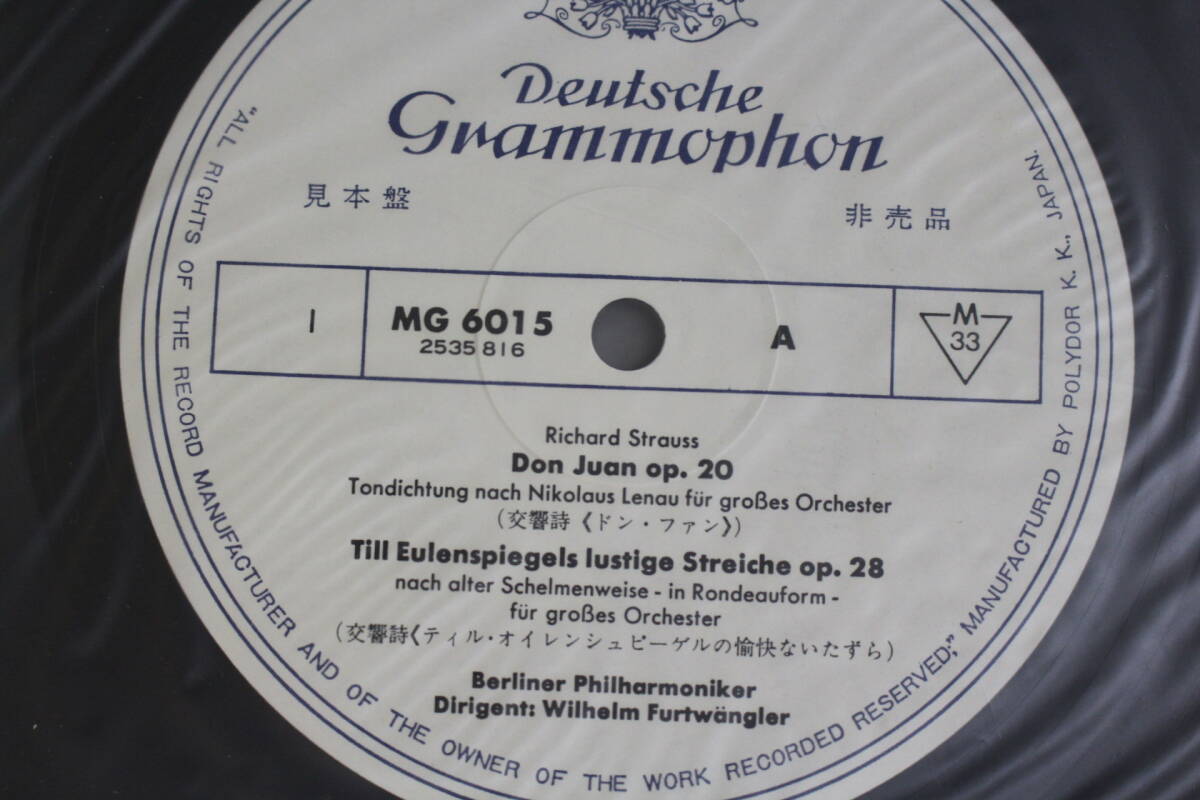 Deutsche
Grammophon
見本盤
非売品
I
MG 6015
2535 816
A
M
33
Richard Strauss
Don Juan op. 20
Tondichtung nach Nikolaus Lenau für großes Orchester
(交響詩《ドン・ファン》)
Till Eulenspiegels lustige Streiche op. 28
nach alter Schelmenweise - in Rondeauform -
für großes Orchester
(交響詩《ティル・オイレンシュピーゲルの愉快ないたずら)
Berliner Philharmoniker
Dirigent: Wilhelm Furtwängler
"ALL RIGHTS OF THE RECORD MANUFACTURER AND OF THE OWNER OF THE WORK RECORDED RESERVED;" MANUFACTURED BY POLYDOR K. K., JAPAN.